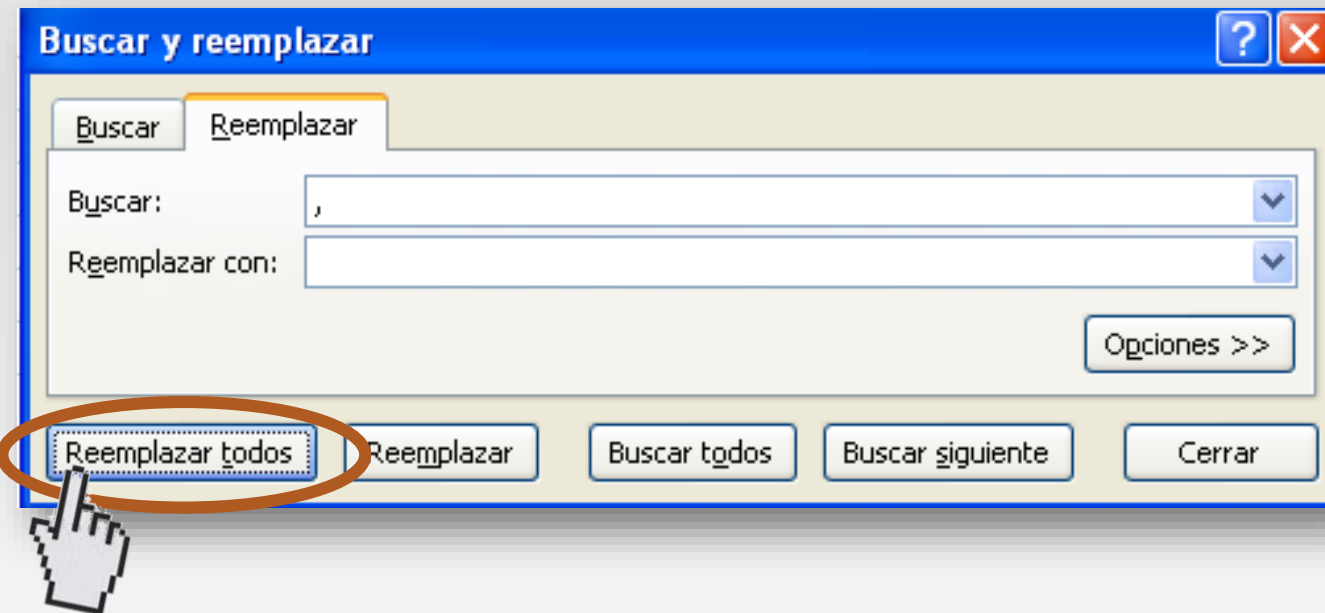 Buscar y reemplazar
Buscar Reemplazar
Buscar: ,
Reemplazar con:
Opciones >>
Reemplazar todos Reemplazar Buscar todos Buscar siguiente Cerrar